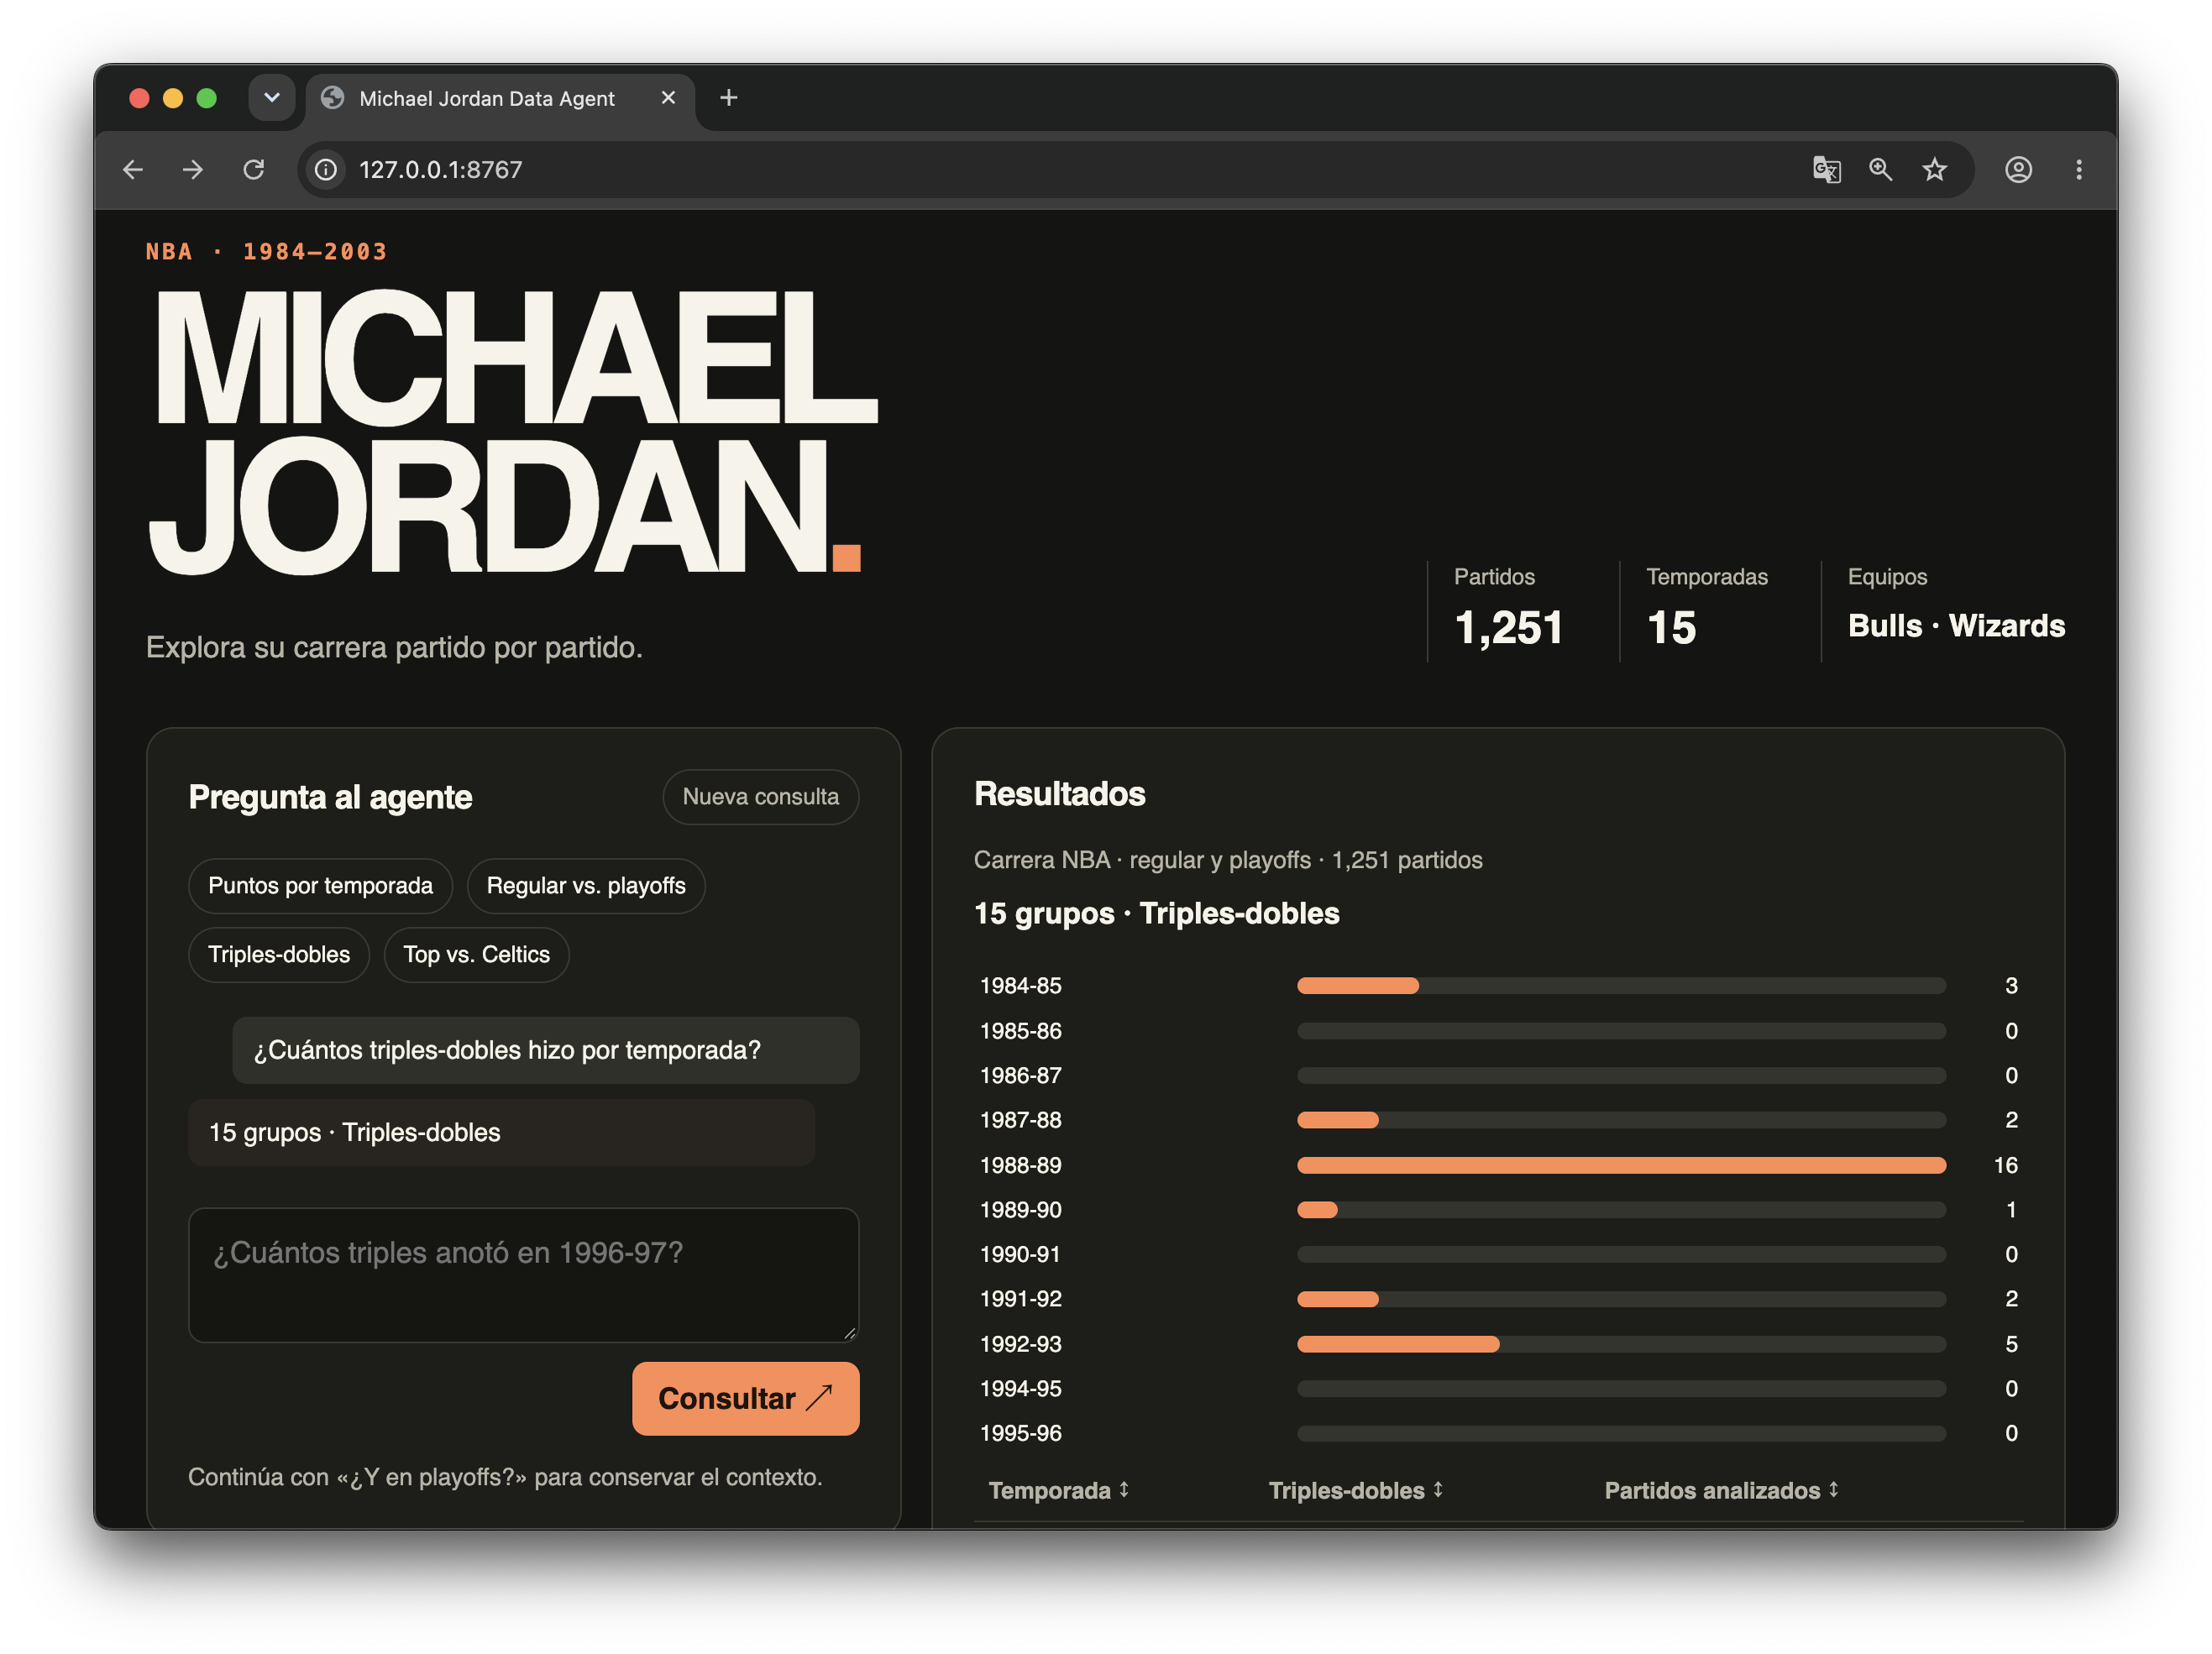 Michael Jordan Data Agent
127.0.0.1:8767
NBA · 1984–2003
MICHAEL
JORDAN.
Explora su carrera partido por partido.
Partidos
1,251
Temporadas
15
Equipos
Bulls · Wizards
Pregunta al agente
Nueva consulta
Puntos por temporada
Regular vs. playoffs
Triples-dobles
Top vs. Celtics
¿Cuántos triples-dobles hizo por temporada?
15 grupos · Triples-dobles
¿Cuántos triples anotó en 1996-97?
Consultar ↗
Continúa con «¿Y en playoffs?» para conservar el contexto.
Resultados
Carrera NBA · regular y playoffs · 1,251 partidos
15 grupos · Triples-dobles
1984-85 3
1985-86 0
1986-87 0
1987-88 2
1988-89 16
1989-90 1
1990-91 0
1991-92 2
1992-93 5
1994-95 0
1995-96 0
Temporada ↕ Triples-dobles ↕ Partidos analizados ↕